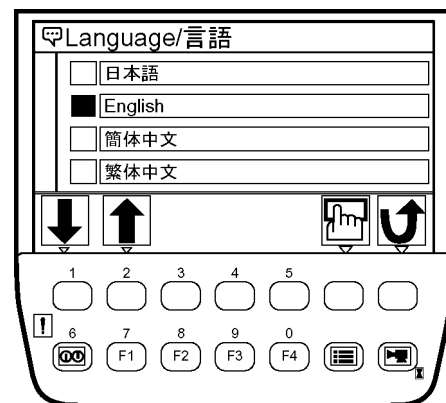 Language/言語
日本語
English
簡体中文
繁体中文
1 2 3 4 5
! 6 7 8 9 0
F1 F2 F3 F4